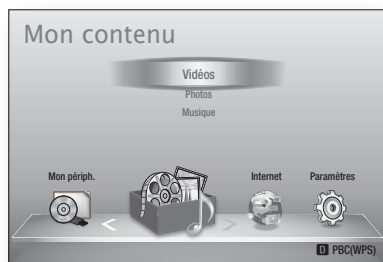 Mon contenu
Vidéos
Photos
Musique
Mon périph.
Internet
Paramètres
D PBC(WPS)